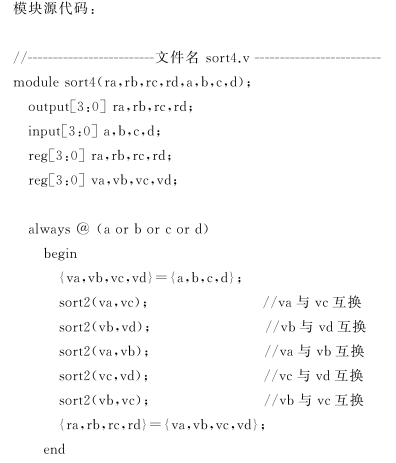 模块源代码：
//-------------------------文件名 sort4.v -------------------------
module sort4(ra,rb,rc,rd,a,b,c,d);
output[3:0] ra,rb,rc,rd;
input[3:0] a,b,c,d;
reg[3:0] ra,rb,rc,rd;
reg[3:0] va,vb,vc,vd;
always @ (a or b or c or d)
begin
{va,vb,vc,vd}={a,b,c,d};
sort2(va,vc); //va 与 vc 互换
sort2(vb,vd); //vb 与 vd 互换
sort2(va,vb); //va 与 vb 互换
sort2(vc,vd); //vc 与 vd 互换
sort2(vb,vc); //vb 与 vc 互换
{ra,rb,rc,rd}={va,vb,vc,vd};
end